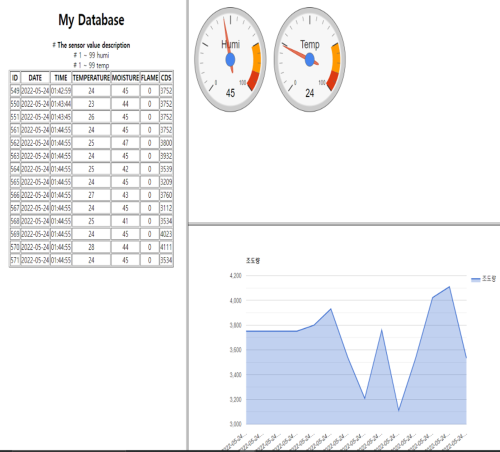 My Database
# The sensor value description
# 1 ~ 99 humi
# 1 ~ 99 temp
ID DATE TIME TEMPERATURE MOISTURE FLAME CDS
549 2022-05-24 01:42:59 24 45 0 3752
550 2022-05-24 01:43:44 23 44 0 3752
551 2022-05-24 01:43:45 26 45 0 3752
561 2022-05-24 01:44:55 24 45 0 3752
562 2022-05-24 01:44:55 25 47 0 3800
563 2022-05-24 01:44:55 24 45 0 3932
564 2022-05-24 01:44:55 25 42 0 3539
565 2022-05-24 01:44:55 24 45 0 3209
566 2022-05-24 01:44:55 27 43 0 3760
567 2022-05-24 01:44:55 24 45 0 3112
568 2022-05-24 01:44:55 25 41 0 3534
569 2022-05-24 01:44:55 24 45 0 4023
570 2022-05-24 01:44:55 28 44 0 4111
571 2022-05-24 01:44:55 24 45 0 3534
Humi
0 100
45
Temp
0 100
24
조도량
4,200
4,000
3,800
3,600
3,400
3,200
3,000
조도량